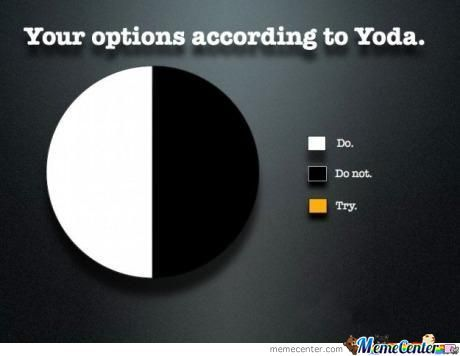 Your options according to Yoda.
Do.
Do not.
Try.
memecenter.com MemeCenter